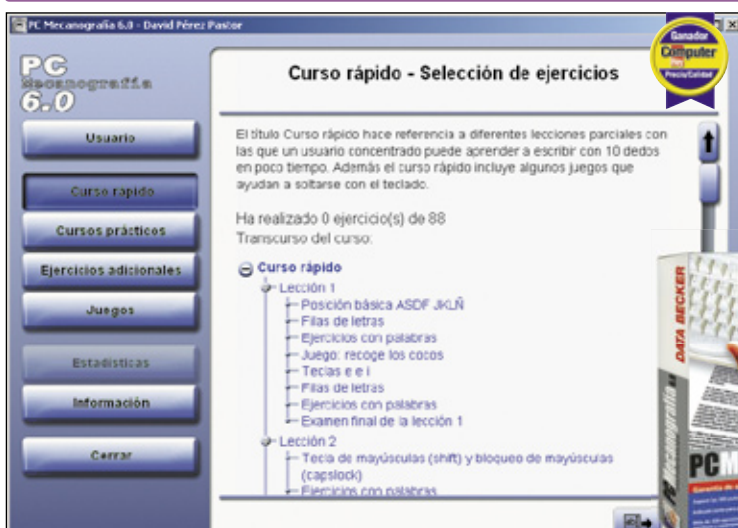 PC Mecanografía 6.0 - David Pérez Pastor
PC
Mecanografía
6.0
Usuario
Curso rápido
Cursos prácticos
Ejercicios adicionales
Juegos
Estadísticas
Información
Cerrar
Curso rápido - Selección de ejercicios
Ganador
Computer
Precio/Calidad
El título Curso rápido hace referencia a diferentes lecciones parciales con
las que un usuario concentrado puede aprender a escribir con 10 dedos
en poco tiempo. Además el curso rápido incluye algunos juegos que
ayudan a soltarse con el teclado.
Ha realizado 0 ejercicio(s) de 88
Transcurso del curso:
Curso rápido
Lección 1
Posición básica ASDF JKLÑ
Filas de letras
Ejercicios con palabras
Juego: recoge los cocos
Teclas e e i
Filas de letras
Ejercicios con palabras
Examen final de la lección 1
Lección 2
Tecla de mayúsculas (shift) y bloqueo de mayúsculas
(capslock)
Ejercicios con palabras
DATA BECKER
PC Mecanografía
PC